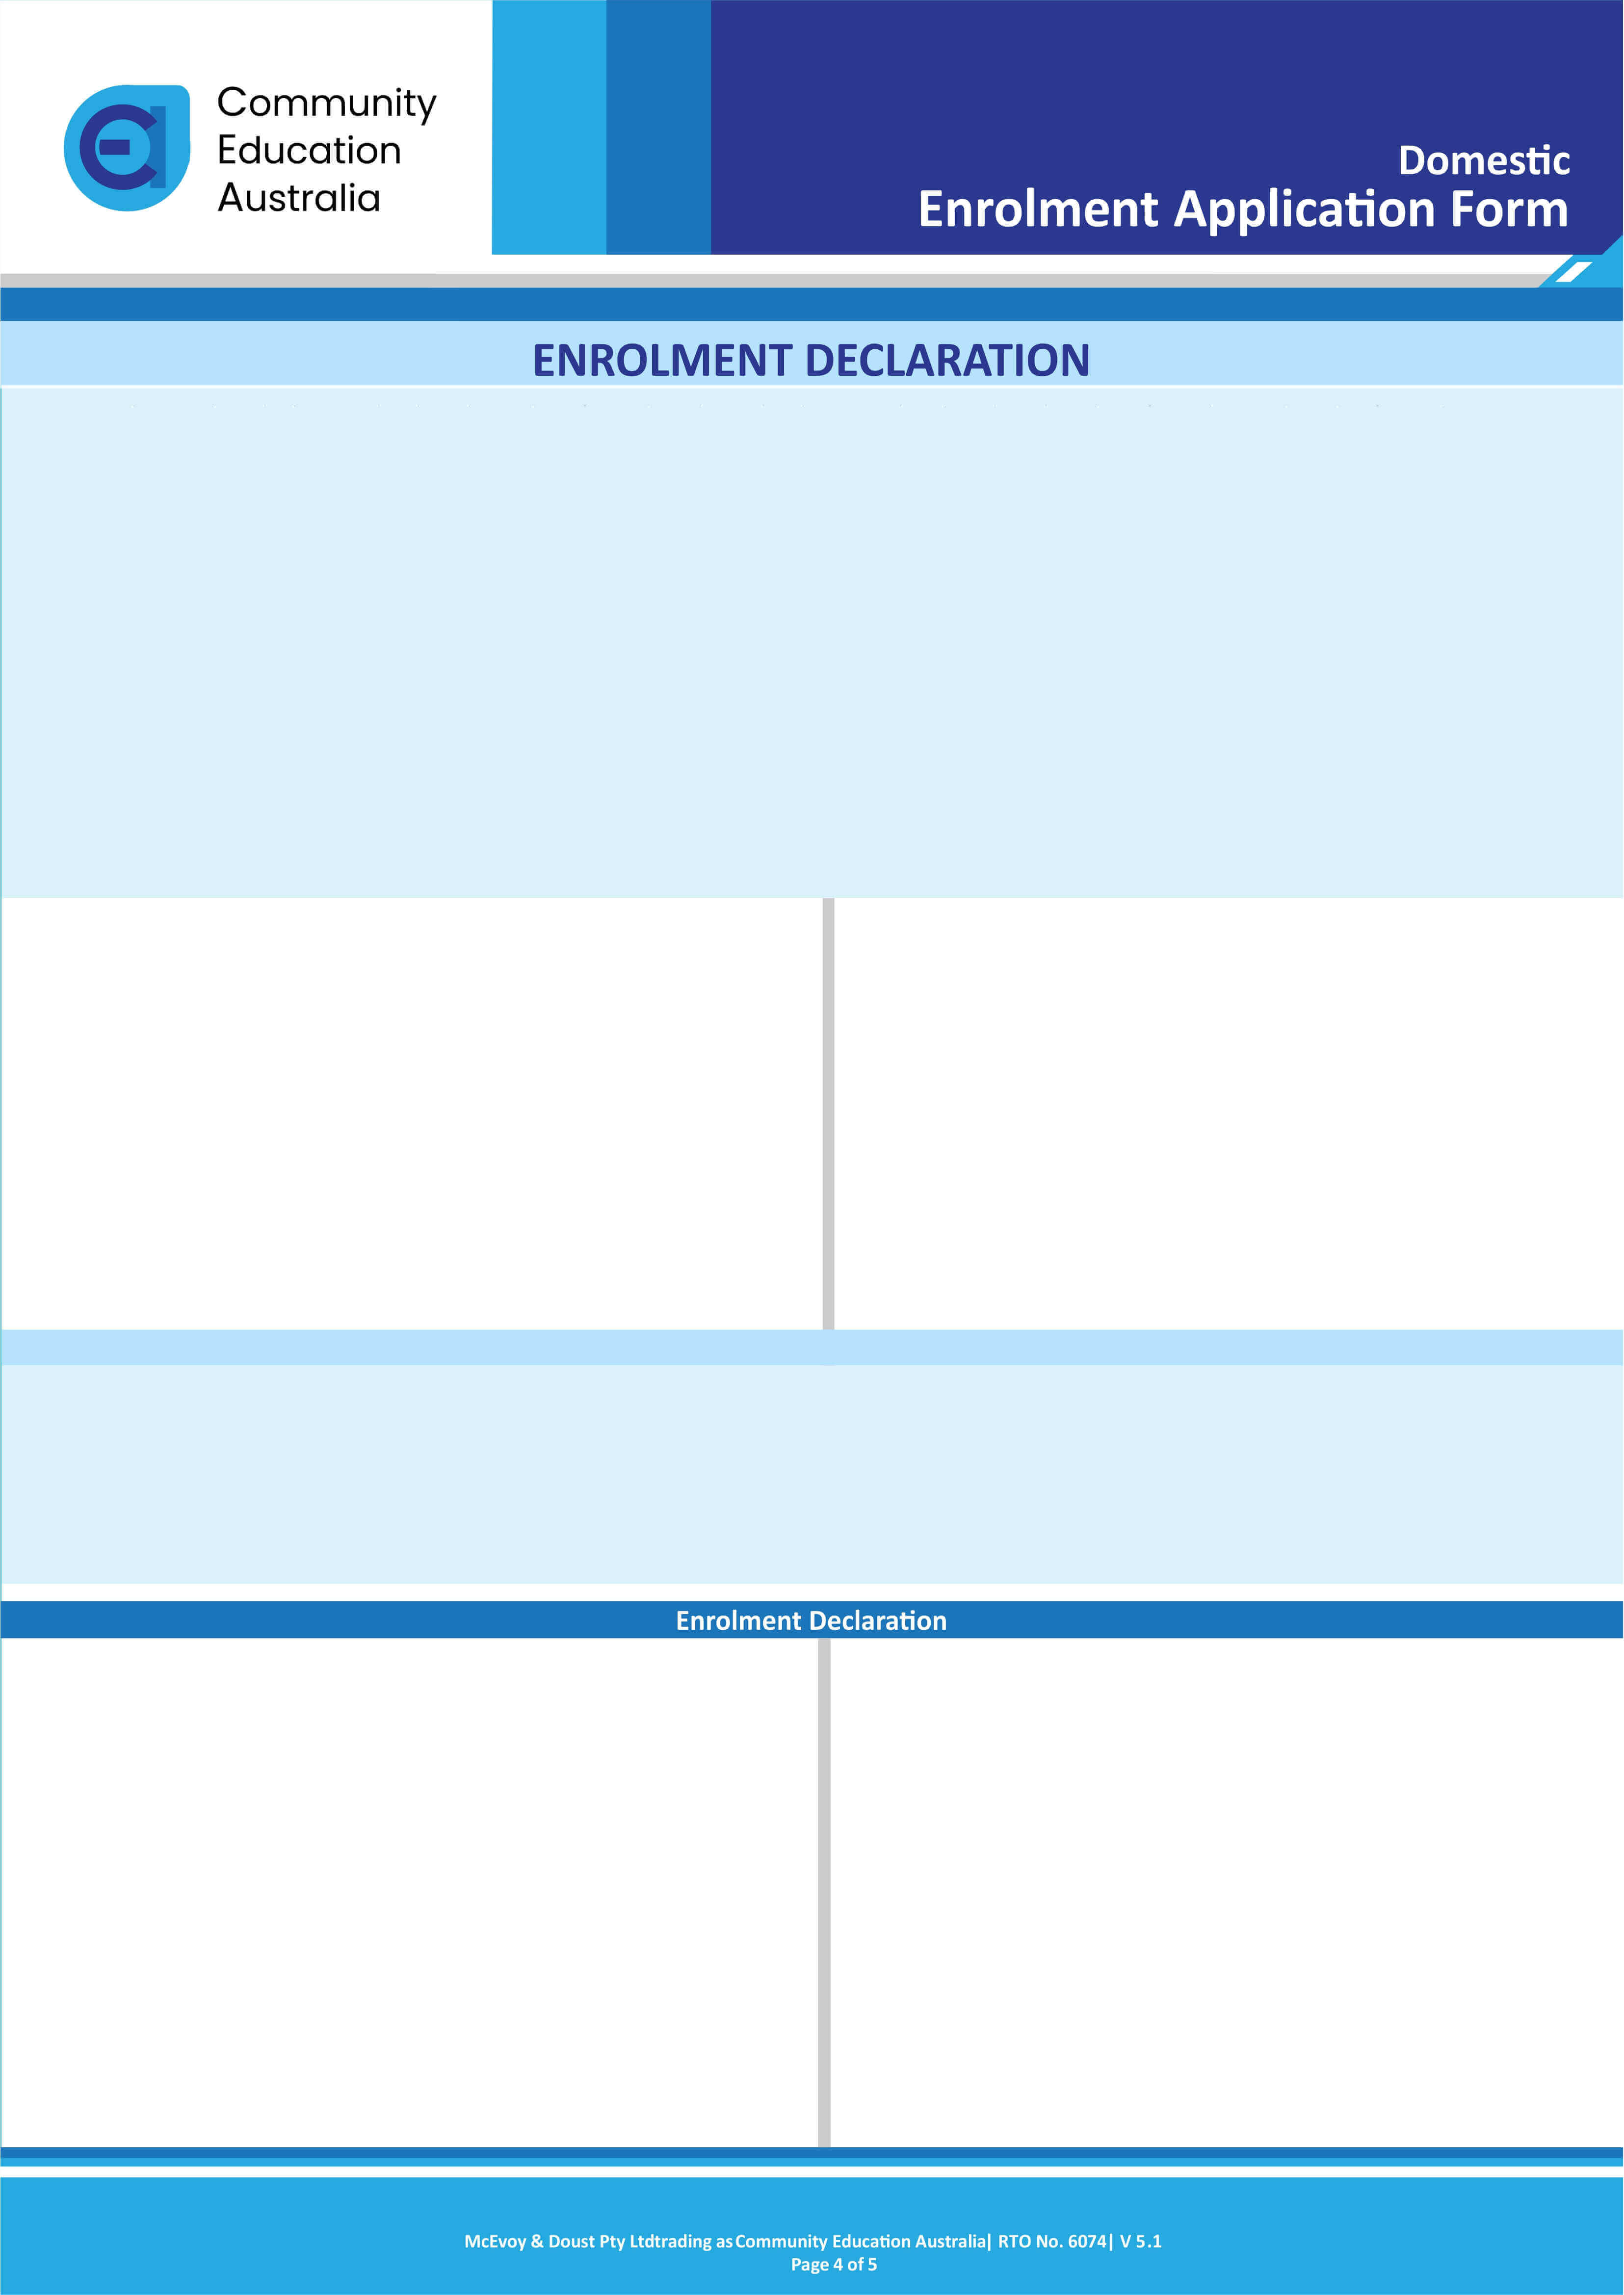 Community
Education
Australia
Domestic
Enrolment Application Form
ENROLMENT DECLARATION
Enrolment Declaration
McEvoy & Doust Pty Ltdtrading as Community Education Australia| RTO No. 6074| V 5.1
Page 4 of 5